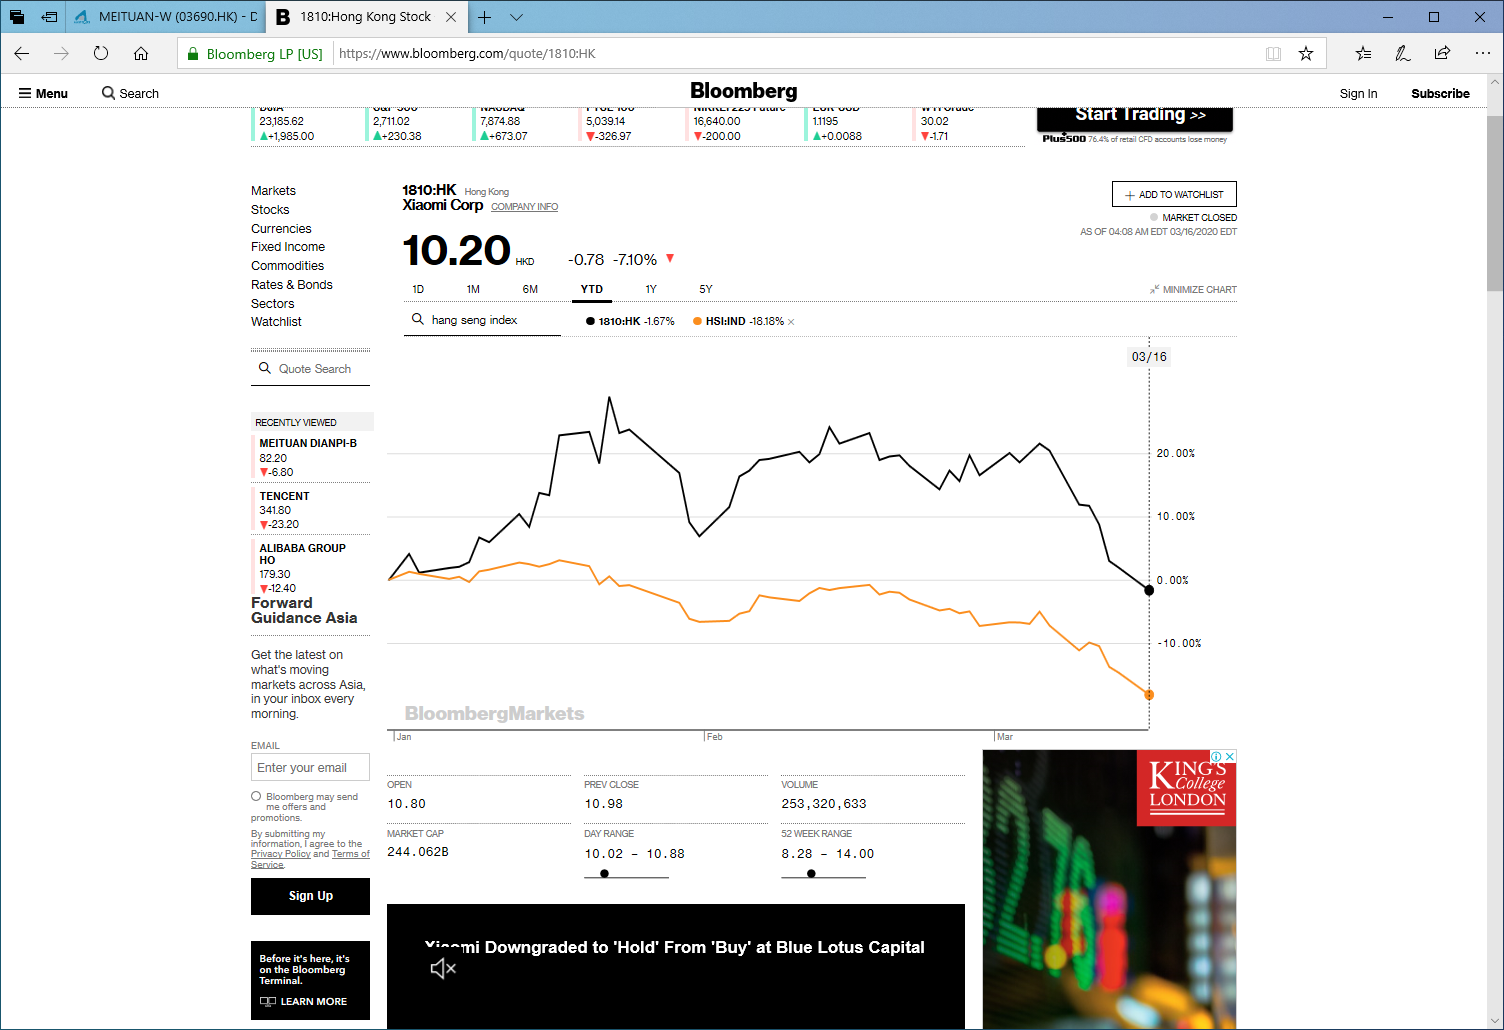 MEITUAN-W (03690.HK) - D
1810:Hong Kong Stock
Bloomberg LP [US]
https://www.bloomberg.com/quote/1810:HK
Menu
Search
Bloomberg
Sign In
Subscribe
23,185.62
+1,985.00
2,711.02
+230.38
7,874.88
+673.07
5,039.14
-326.97
16,640.00
-200.00
1.1195
+0.0088
30.02
-1.71
Start Trading >>
Plus500 76.4% of retail CFD accounts lose money
Markets
Stocks
Currencies
Fixed Income
Commodities
Rates & Bonds
Sectors
Watchlist
Quote Search
RECENTLY VIEWED
MEITUAN DIANPI-B
82.20
▼-6.80
TENCENT
341.80
▼-23.20
ALIBABA GROUP
HO
179.30
▼-12.40
Forward
Guidance Asia
Get the latest on
what's moving
markets across Asia,
in your inbox every
morning.
EMAIL
Enter your email
Bloomberg may send
me offers and
promotions.
By submitting my
information, I agree to the
Privacy Policy and Terms of
Service.
Sign Up
Before it's here, it's
on the Bloomberg
Terminal.
LEARN MORE
1810:HK Hong Kong
Xiaomi Corp COMPANY INFO
10.20 HKD -0.78 -7.10% ▼
+ ADD TO WATCHLIST
MARKET CLOSED
AS OF 04:08 AM EDT 03/16/2020 EDT
1D 1M 6M YTD 1Y 5Y
MINIMIZE CHART
hang seng index
1810:HK -1.67% HSI:IND -18.18% ×
03/16
20.00%
10.00%
0.00%
-10.00%
BloombergMarkets
Jan Feb Mar
OPEN
10.80
PREV CLOSE
10.98
VOLUME
253,320,633
MARKET CAP
244.062B
DAY RANGE
10.02 - 10.88
52 WEEK RANGE
8.28 - 14.00
Xiaomi Downgraded to 'Hold' From 'Buy' at Blue Lotus Capital
KING'S
College
LONDON